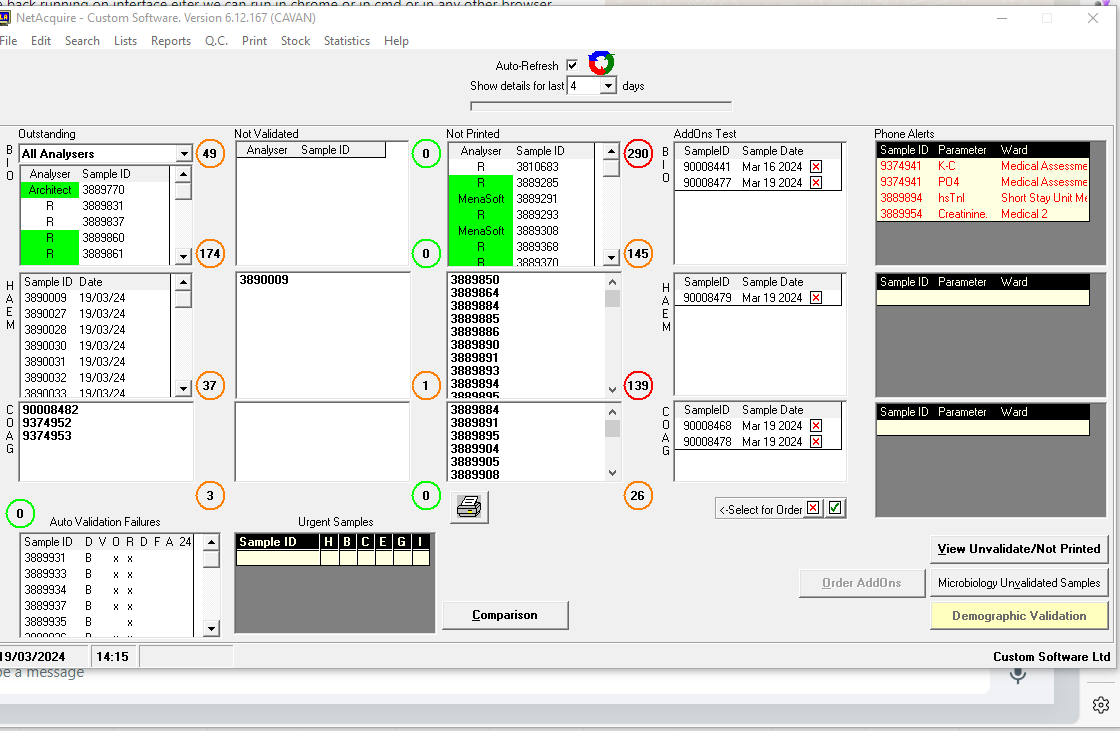 back running on interface eifer we can run in chrome or in cmd or in any other browser
NetAcquire - Custom Software. Version 6.12.167 (CAVAN)
File Edit Search Lists Reports Q.C. Print Stock Statistics Help
Auto-Refresh
Show details for last 4 days
Outstanding
BIO
All Analysers
49
Analyser Sample ID
Architect 3889770
R 3889831
R 3889837
R 3889860
R 3889861
174
HAEM
Sample ID Date
3890009 19/03/24
3890027 19/03/24
3890028 19/03/24
3890030 19/03/24
3890031 19/03/24
3890032 19/03/24
3890033 19/03/24
37
COAG
90008482
9374952
9374953
3
Not Validated
Analyser Sample ID
0
0
3890009
1
0
Not Printed
Analyser Sample ID
R 3810683
R 3889285
MenaSoft 3889291
R 3889293
MenaSoft 3889308
R 3889368
R 3889370
290
145
3889850
3889864
3889884
3889885
3889886
3889890
3889891
3889893
3889894
3889895
139
3889884
3889891
3889895
3889904
3889905
3889908
26
AddOns Test
BIO
SampleID Sample Date
90008441 Mar 16 2024
90008477 Mar 19 2024
HAEM
SampleID Sample Date
90008479 Mar 19 2024
COAG
SampleID Sample Date
90008468 Mar 19 2024
90008478 Mar 19 2024
<-Select for Order
Phone Alerts
Sample ID Parameter Ward
9374941 K-C Medical Assessme
9374941 PO4 Medical Assessme
3889894 hsTnI Short Stay Unit Me
3889954 Creatinine. Medical 2
Sample ID Parameter Ward
Sample ID Parameter Ward
0
Auto Validation Failures
Sample ID D V O R D F A 24
3889931 B x x
3889933 B x x
3889934 B x x
3889937 B x x
3889935 B x
Urgent Samples
Sample ID H B C E G I
Comparison
View Unvalidate/Not Printed
Order AddOns
Microbiology Unvalidated Samples
Demographic Validation
19/03/2024 14:15
Custom Software Ltd
be a message